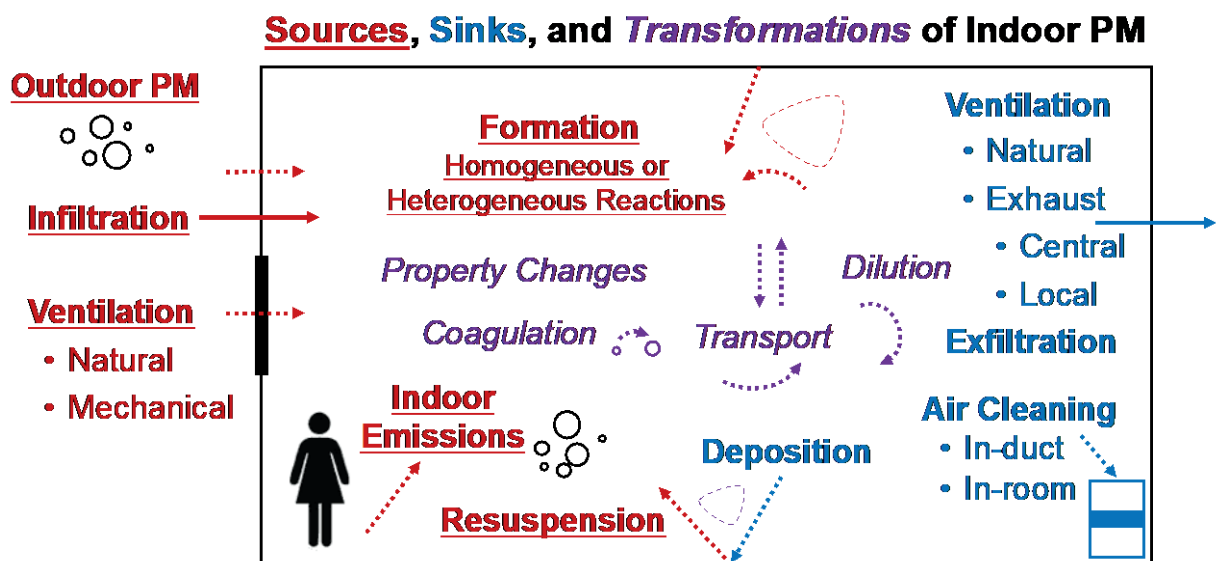 Sources, Sinks, and Transformations of Indoor PM
Outdoor PM
Infiltration
Ventilation
• Natural
• Mechanical
Formation
Homogeneous or
Heterogeneous Reactions
Property Changes
Dilution
Coagulation
Transport
Indoor
Emissions
Deposition
Resuspension
Ventilation
• Natural
• Exhaust
• Central
• Local
Exfiltration
Air Cleaning
• In-duct
• In-room